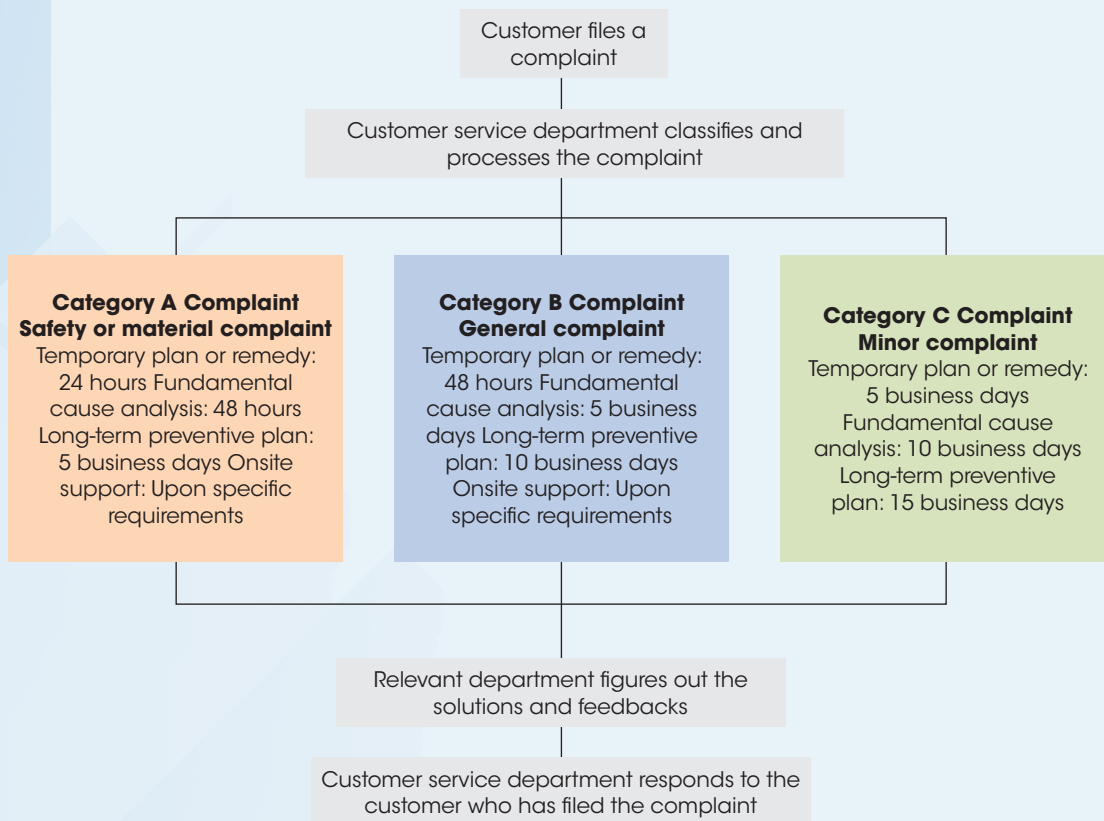 Customer files a
complaint
Customer service department classifies and
processes the complaint
Category A Complaint
Safety or material complaint
Temporary plan or remedy:
24 hours Fundamental
cause analysis: 48 hours
Long-term preventive plan:
5 business days Onsite
support: Upon specific
requirements
Category B Complaint
General complaint
Temporary plan or remedy:
48 hours Fundamental
cause analysis: 5 business
days Long-term preventive
plan: 10 business days
Onsite support: Upon
specific requirements
Category C Complaint
Minor complaint
Temporary plan or remedy:
5 business days
Fundamental cause
analysis: 10 business days
Long-term preventive
plan: 15 business days
Relevant department figures out the
solutions and feedbacks
Customer service department responds to the
customer who has filed the complaint